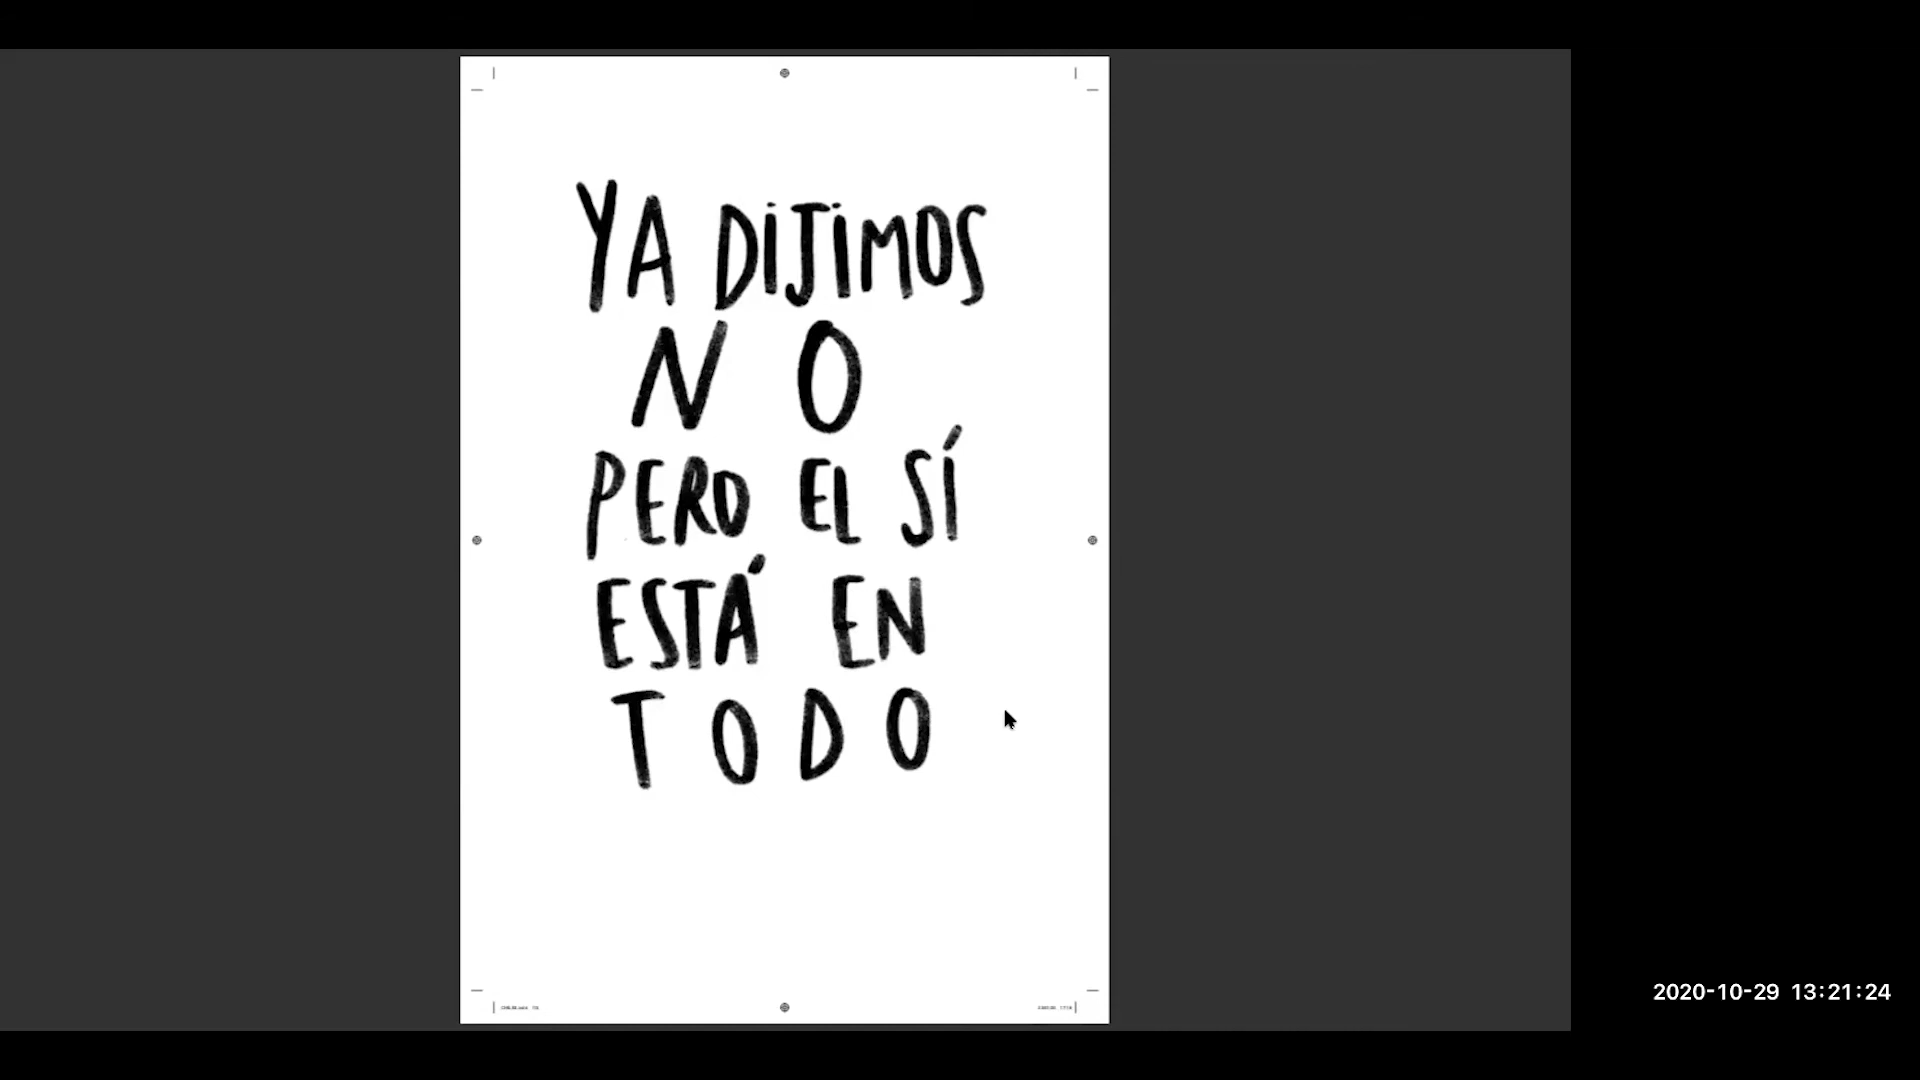 YA DIJIMOS
NO
PERO EL SÍ
ESTÁ EN
TODO
2020-10-29 13:21:24